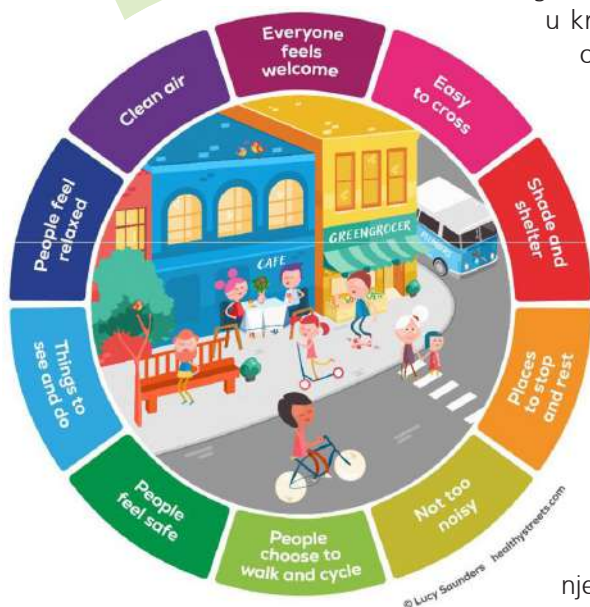 u kr
Everyone
feels
welcome
Easy
to cross
Shade and
shelter
Places
to stop
and rest
Not too
noisy
People
choose to
walk and cycle
People
feel safe
Things to
see and do
People feel
relaxed
Clean air
CAFE
GREENGROCER
© Lucy Saunders healthystreets.com
nje